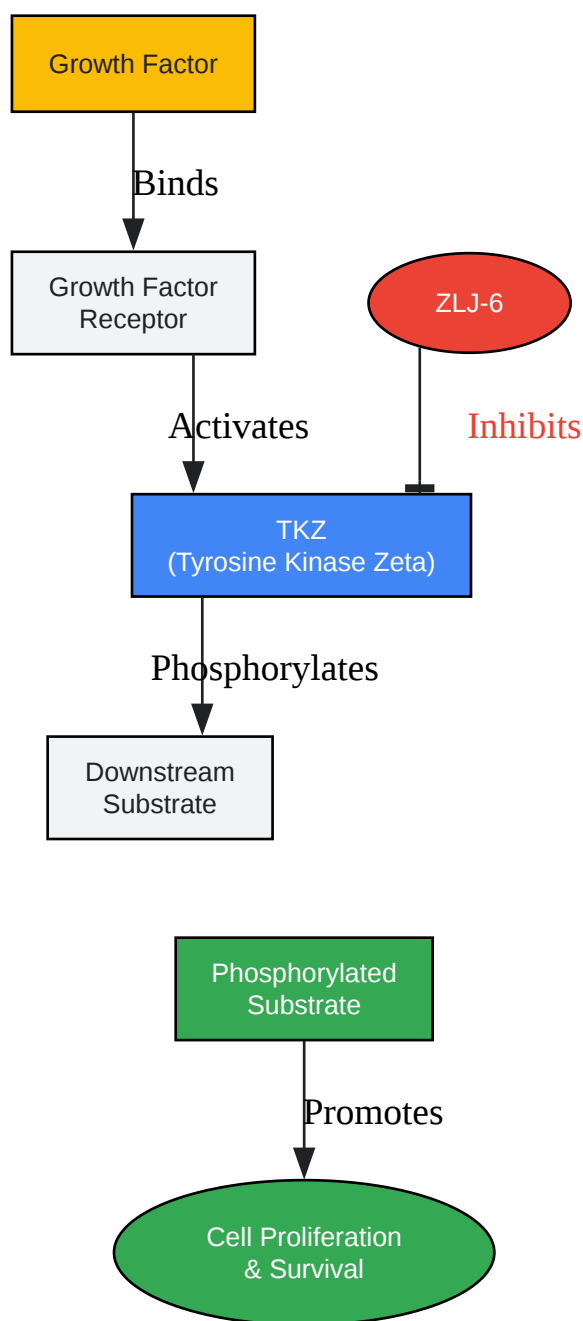 Growth Factor
Binds
Growth Factor
Receptor
ZLJ-6
Activates
Inhibits
TKZ
(Tyrosine Kinase Zeta)
Phosphorylates
Downstream
Substrate
Phosphorylated
Substrate
Promotes
Cell Proliferation
& Survival